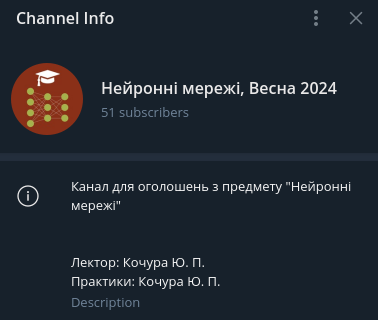 Channel Info
Нейронні мережі, Весна 2024
51 subscribers
Канал для оголошень з предмету "Нейронні
мережі"
Лектор: Кочура Ю. П.
Практики: Кочура Ю. П.
Description